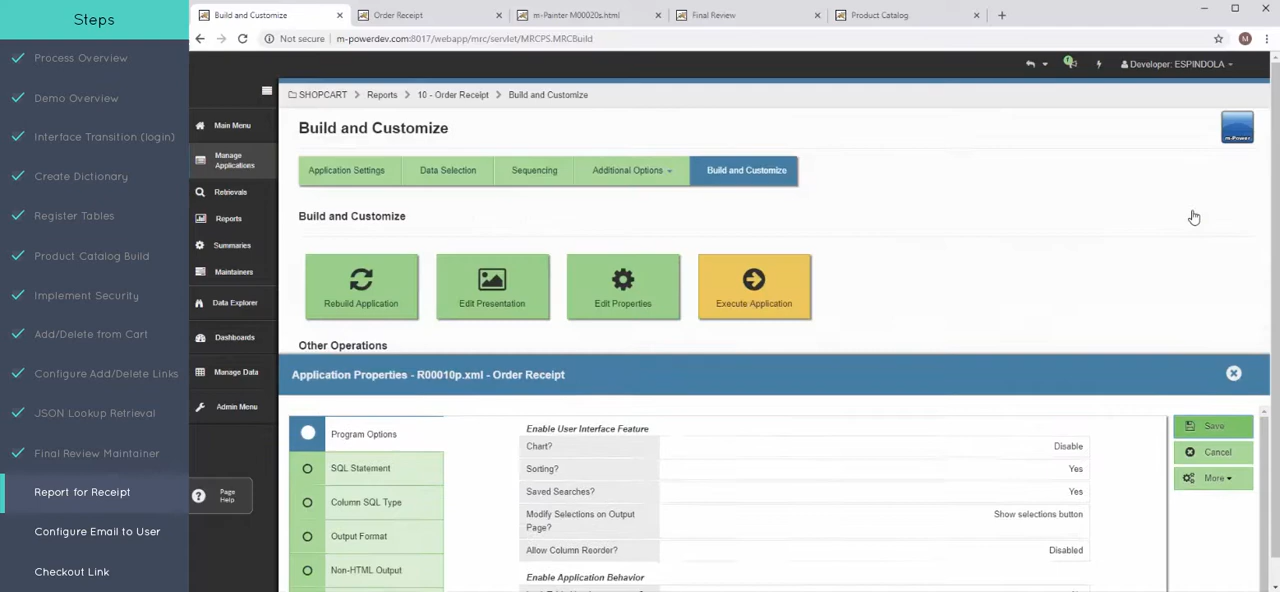 Steps
Process Overview
Demo Overview
Interface Transition (login)
Create Dictionary
Register Tables
Product Catalog Build
Implement Security
Add/Delete from Cart
Configure Add/Delete Links
JSON Lookup Retrieval
Final Review Maintainer
Report for Receipt
Configure Email to User
Checkout Link
Build and Customize
Order Receipt
m-Painter M00020s.html
Final Review
Product Catalog
Not secure
m-powerdev.com:8017/webapp/mrc/servlet/MRCPS.MRCBuild
M
Developer: ESPINDOLA
Main Menu
Manage
Applications
Retrievals
Reports
Summaries
Maintainers
Data Explorer
Dashboards
Manage Data
Admin Menu
Page
Help
SHOPCART > Reports > 10 - Order Receipt > Build and Customize
Build and Customize
m-Power
Application Settings
Data Selection
Sequencing
Additional Options
Build and Customize
Build and Customize
Rebuild Application
Edit Presentation
Edit Properties
Execute Application
Other Operations
Application Properties - R00010p.xml - Order Receipt
Program Options
SQL Statement
Column SQL Type
Output Format
Non-HTML Output
Enable User Interface Feature
Chart? Disable
Sorting? Yes
Saved Searches? Yes
Modify Selections on Output Show selections button
Page?
Allow Column Reorder? Disabled
Enable Application Behavior
Save
Cancel
More